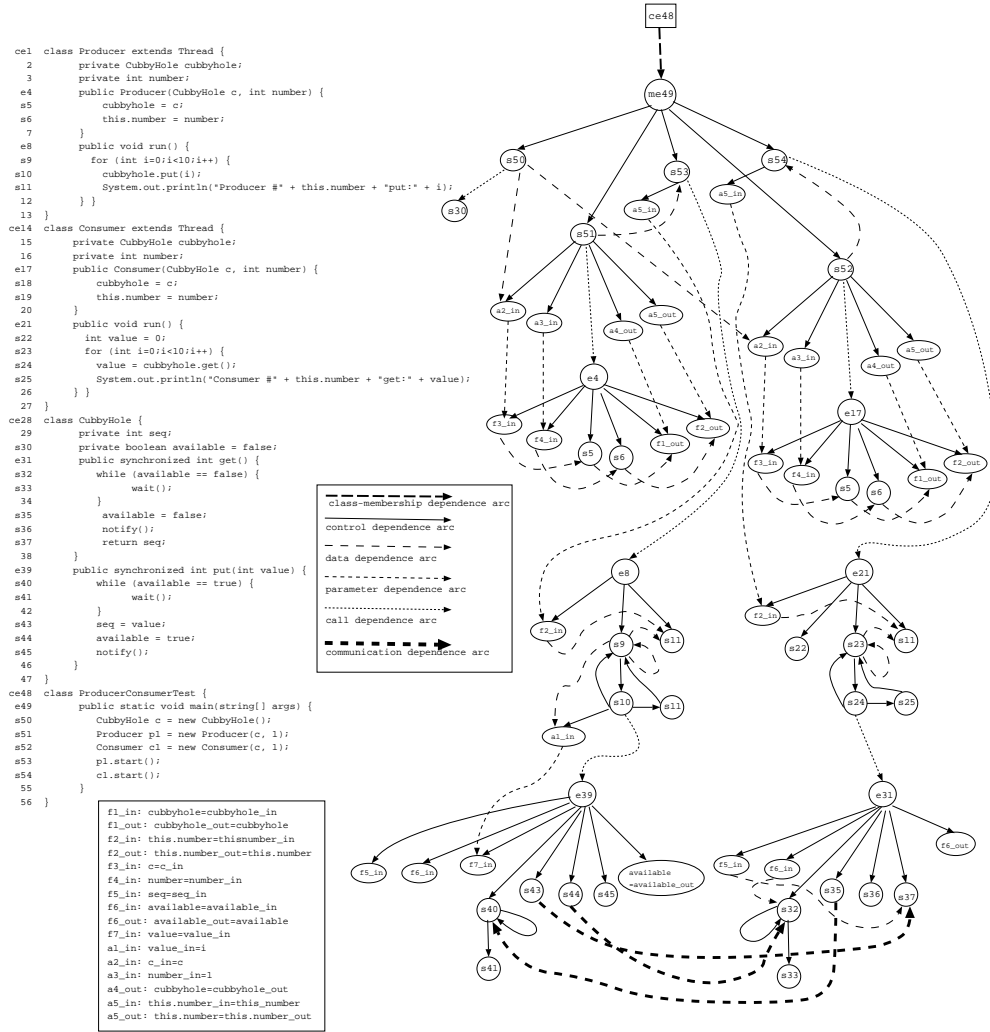 ce1 class Producer extends Thread {
2 private CubbyHole cubbyhole;
3 private int number;
e4 public Producer(CubbyHole c, int number) {
s5 cubbyhole = c;
s6 this.number = number;
7 }
e8 public void run() {
s9 for (int i=0;i<10;i++) {
s10 cubbyhole.put(i);
s11 System.out.println("Producer #" + this.number + "put:" + i);
12 } }
13 }
ce14 class Consumer extends Thread {
15 private CubbyHole cubbyhole;
16 private int number;
e17 public Consumer(CubbyHole c, int number) {
s18 cubbyhole = c;
s19 this.number = number;
20 }
e21 public void run() {
s22 int value = 0;
s23 for (int i=0;i<10;i++) {
s24 value = cubbyhole.get();
s25 System.out.println("Consumer #" + this.number + "get:" + value);
26 } }
27 }
ce28 class CubbyHole {
29 private int seq;
s30 private boolean available = false;
e31 public synchronized int get() {
s32 while (available == false) {
s33 wait();
34 }
s35 available = false;
s36 notify();
s37 return seq;
38 }
e39 public synchronized int put(int value) {
s40 while (available == true) {
s41 wait();
42 }
s43 seq = value;
s44 available = true;
s45 notify();
46 }
47 }
ce48 class ProducerConsumerTest {
e49 public static void main(string[] args) {
s50 CubbyHole c = new CubbyHole();
s51 Producer p1 = new Producer(c, 1);
s52 Consumer c1 = new Consumer(c, 1);
s53 p1.start();
s54 c1.start();
55 }
56 }
f1_in: cubbyhole=cubbyhole_in
f1_out: cubbyhole_out=cubbyhole
f2_in: this.number=thisnumber_in
f2_out: this.number_out=this.number
f3_in: c=c_in
f4_in: number=number_in
f5_in: seq=seq_in
f6_in: available=available_in
f6_out: available_out=available
f7_in: value=value_in
a1_in: value_in=i
a2_in: c_in=c
a3_in: number_in=1
a4_out: cubbyhole=cubbyhole_out
a5_in: this.number_in=this_number
a5_out: this.number=this.number_out
class-membership dependence arc
control dependence arc
data dependence arc
parameter dependence arc
call dependence arc
communication dependence arc
ce48
me49
s50
s53
s54
s30
a5_in
a5_in
s51
s52
a2_in
a3_in
a4_out
a5_out
a2_in
a3_in
a4_out
a5_out
e4
e17
f3_in
f4_in
s5
s6
f1_out
f2_out
f3_in
f4_in
s5
s6
f1_out
f2_out
e8
e21
f2_in
s9
s11
f2_in
s22
s23
s11
s10
s11
s24
s25
a1_in
e39
e31
f5_in
f6_in
f7_in
s43
s44
s45
available
=available_out
f5_in
f6_in
s35
s36
s37
f6_out
s40
s32
s41
s33